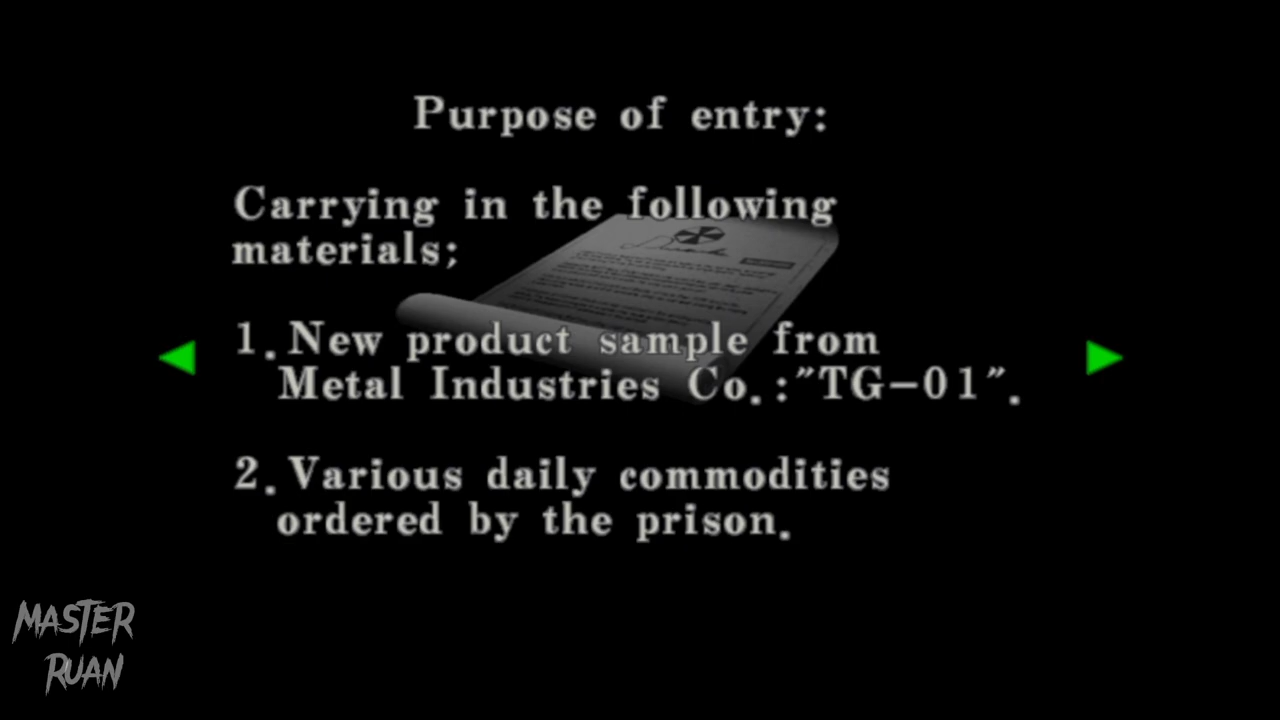 Purpose of entry:
Carrying in the following
materials;
1. New product sample from
Metal Industries Co.:"TG-01".
2. Various daily commodities
ordered by the prison.
MASTER
RUAN